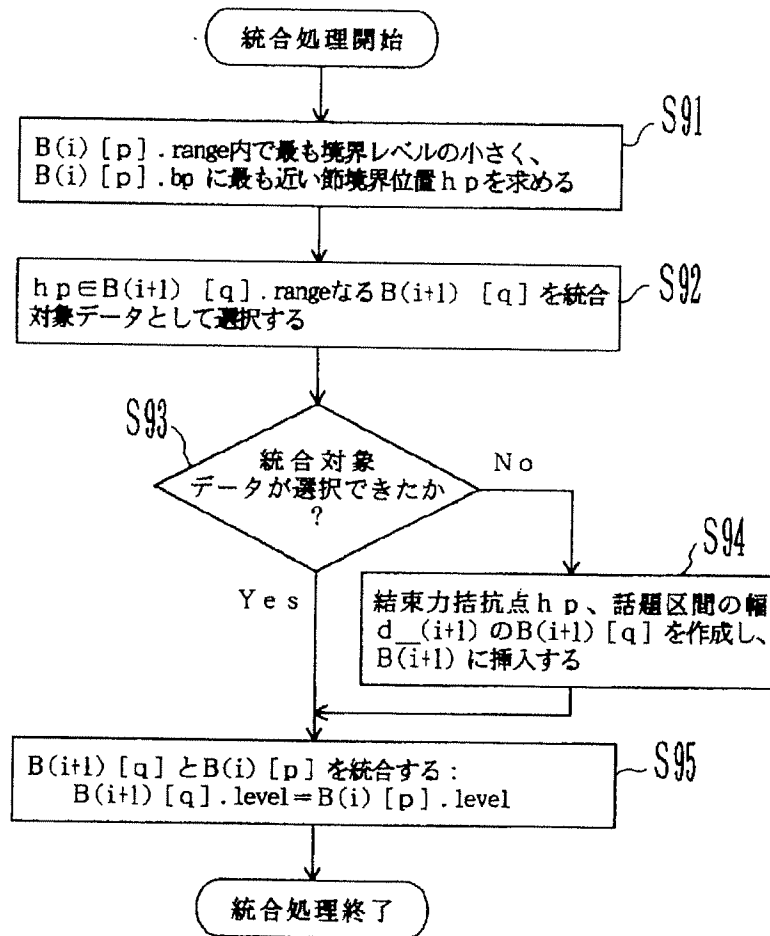 統合処理開始
S91
B(i)[p].range内で最も境界レベルの小さく、
B(i)[p].bpに最も近い節境界位置hpを求める
S92
hp∈B(i+1)[q].rangeなるB(i+1)[q]を統合
対象データとして選択する
S93
統合対象
データが選択できたか
?
No
Yes
S94
結束力拮抗点hp、話題区間の幅
d__(i+1)のB(i+1)[q]を作成し、
B(i+1)に挿入する
S95
B(i+1)[q]とB(i)[p]を統合する:
B(i+1)[q].level=B(i)[p].level
統合処理終了